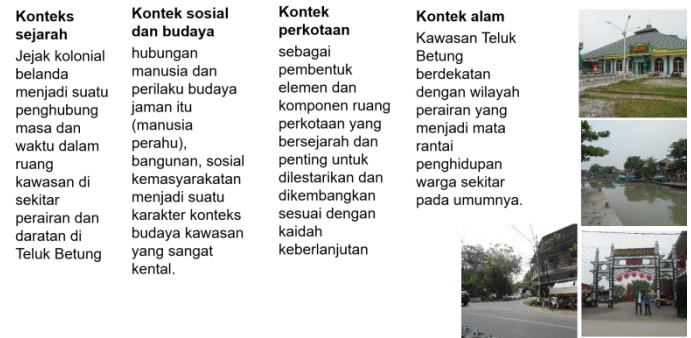 Konteks
sejarah
Jejak kolonial
belanda
menjadi suatu
penghubung
masa dan
waktu dalam
ruang
kawasan di
sekitar
perairan dan
daratan di
Teluk Betung
Kontek sosial
dan budaya
hubungan
manusia dan
perilaku budaya
jaman itu
(manusia
perahu),
bangunan, sosial
kemasyarakatan
menjadi suatu
karakter konteks
budaya kawasan
yang sangat
kental.
Kontek
perkotaan
sebagai
pembentuk
elemen dan
komponen ruang
perkotaan yang
bersejarah dan
penting untuk
dilestarikan dan
dikembangkan
sesuai dengan
kaidah
keberlanjutan
Kontek alam
Kawasan Teluk
Betung
berdekatan
dengan wilayah
perairan yang
menjadi mata
rantai
penghidupan
warga sekitar
pada umumnya.